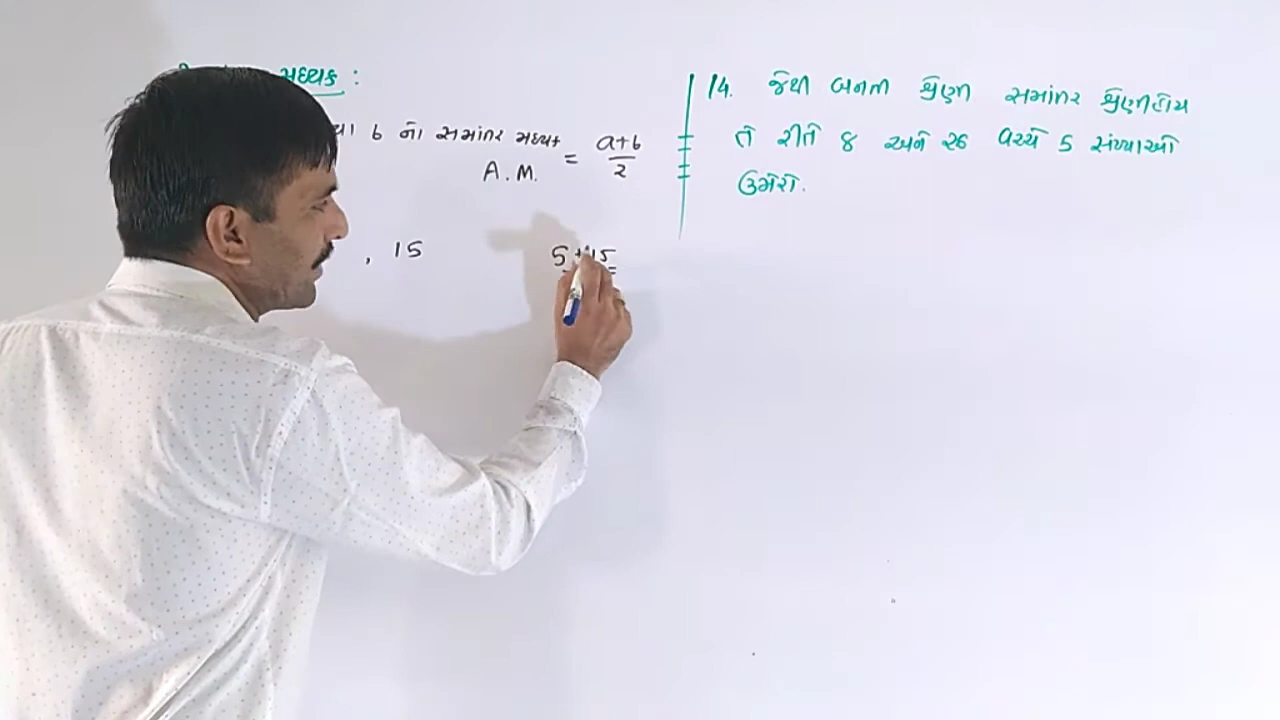 મધ્યક :
b નો સમાંતર મધ્યક
A.M. = a+b
2
, 15
5 + 15
14. જેથી બનતી શ્રેણી સમાંતર શ્રેણી હોય
તે રીતે 8 અને 26 વચ્ચે 5 સંખ્યાઓ
ઉમેરો.